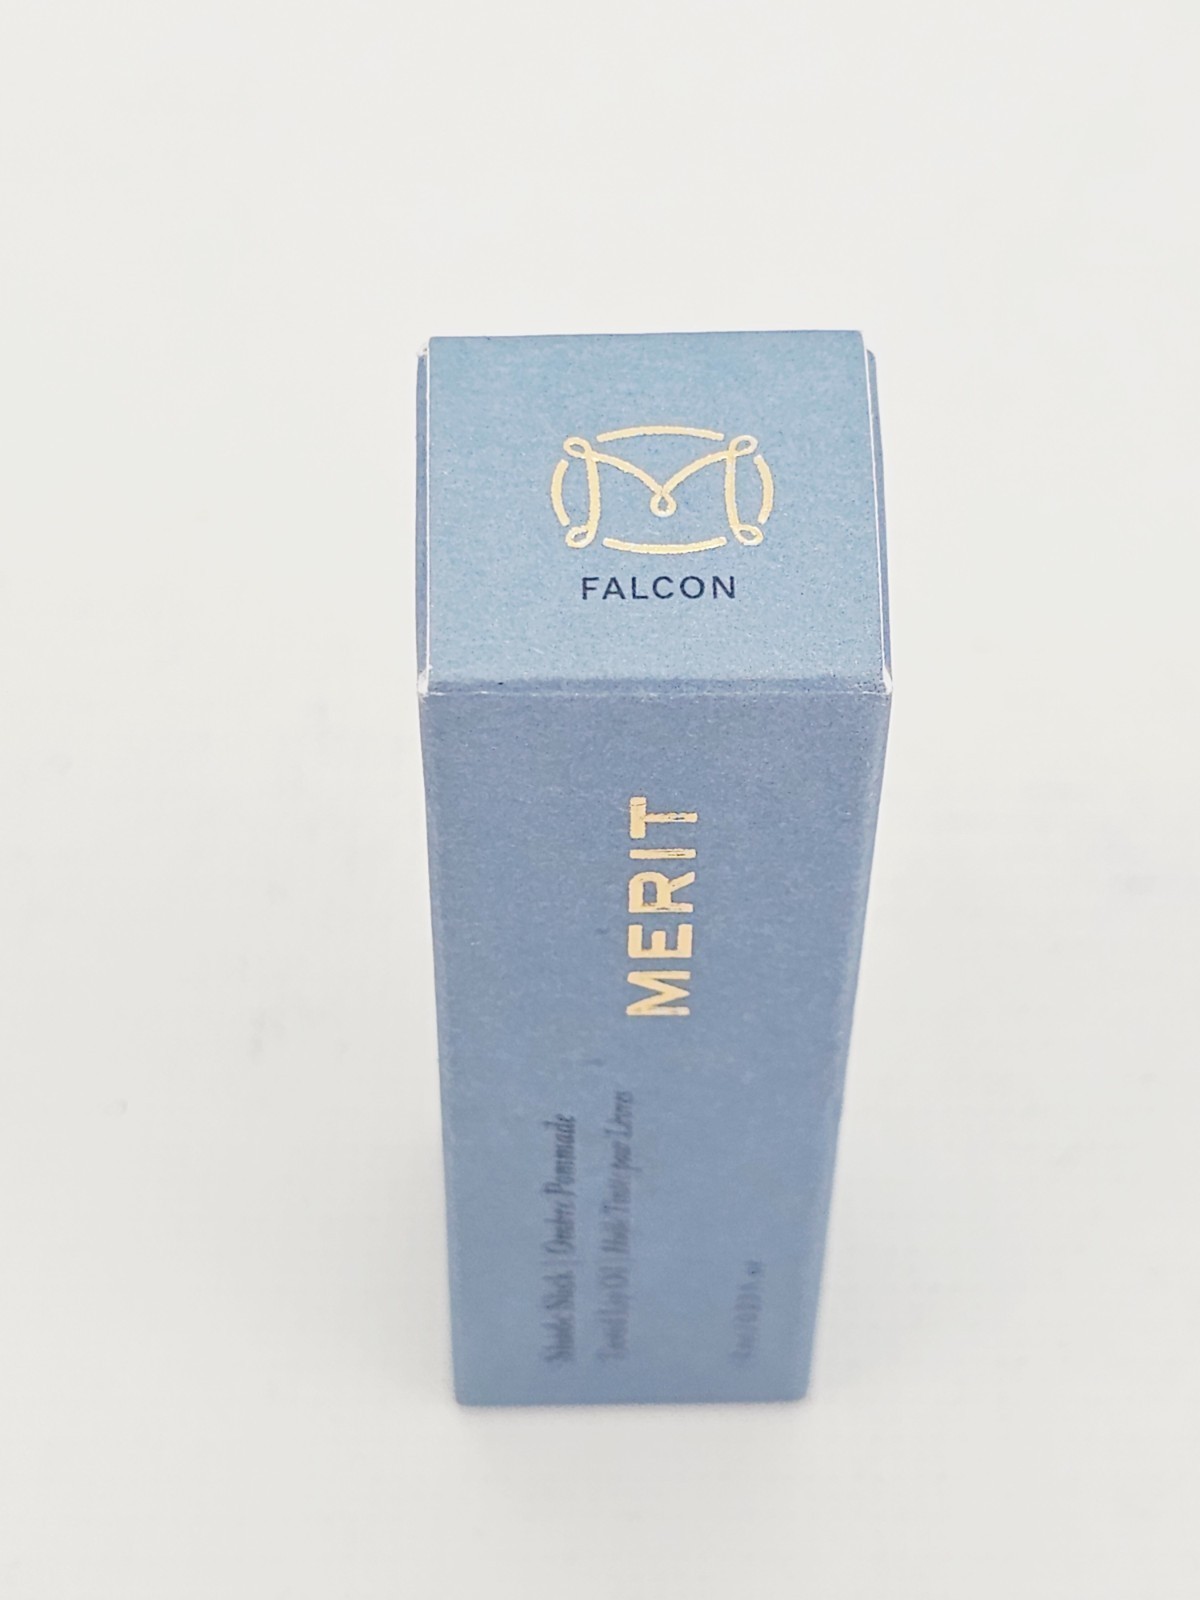 FALCON
MERIT
Shade Slick | Ombre Pommade
Tinted Lip Oil | Huile Teintée pour Lèvres